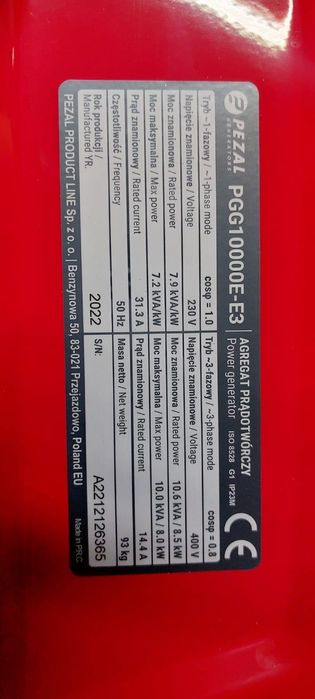 PEZAL
GENERATORS
PGG10000E-E3
AGREGAT PRĄDOTWÓRCZY
Power generator ISO 8528 G1 IP23M
CE
Tryb ~1-fazowy / ~1-phase mode cosφ = 1.0 Tryb ~3-fazowy / ~3-phase mode cosφ = 0.8
Napięcie znamionowe / Voltage 230 V Napięcie znamionowe / Voltage 400 V
Moc znamionowa / Rated power 7.9 kVA/kW Moc znamionowa / Rated power 10.6 kVA / 8.5 kW
Moc maksymalna / Max power 7.2 kVA/kW Moc maksymalna / Max power 10.0 kVA / 8.0 kW
Prąd znamionowy / Rated current 31.3 A Prąd znamionowy / Rated current 14.4 A
Częstotliwość / Frequency 50 Hz Masa netto / Net weight 93 kg
Rok produkcji /
Manufactured YR. 2022 S/N: A2212126365
PEZAL PRODUCT LINE Sp. z o. o. | Benzynowa 50, 83-021 Przejazdowo, Poland EU Made in P.R.C.